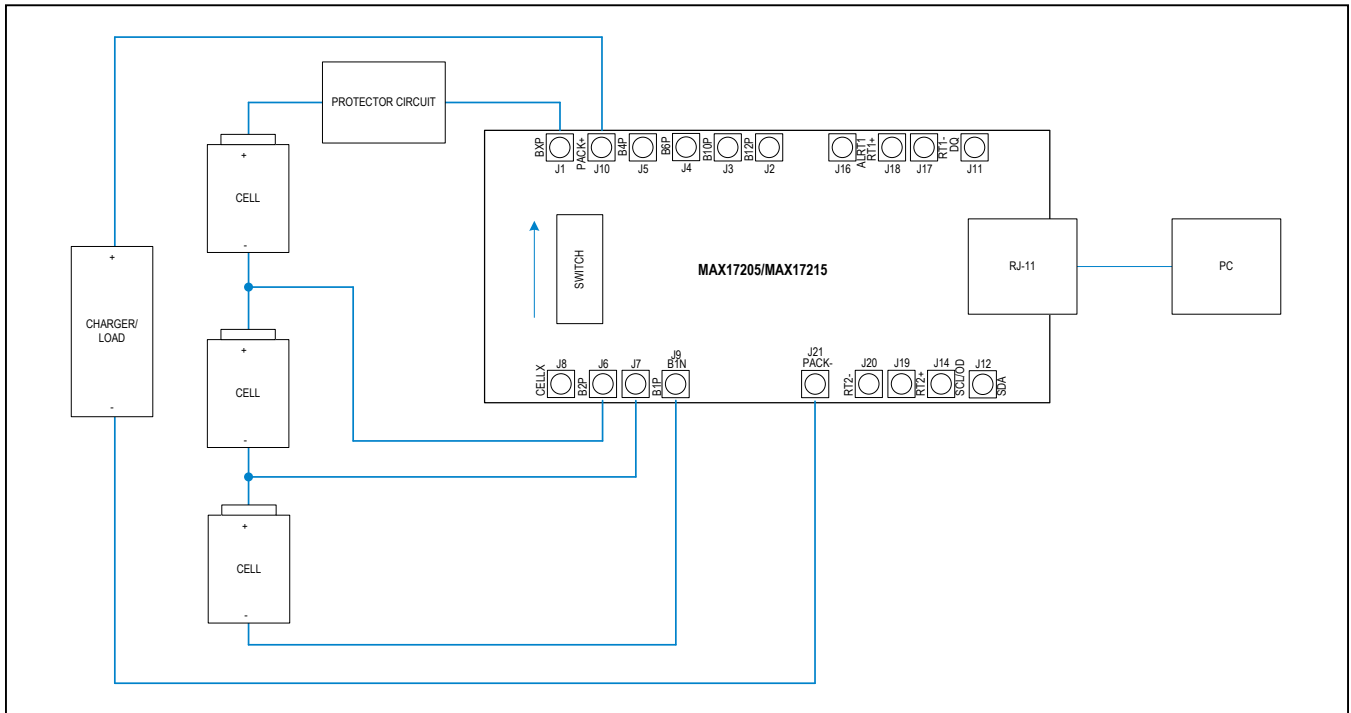 PROTECTOR CIRCUIT
+
CELL
-
+
CELL
-
+
CELL
-
+
CHARGER/
LOAD
-
BXP
J1
PACK+
J10
B4P
J5
B6P
J4
B10P
J3
B12P
J2
J16
ALRT1
RT1+
J18
J17
RT1-
DQ
J11
SWITCH
MAX17205/MAX17215
RJ-11
PC
CELLX
J8
B2P
J6
J7
B1P
J9
B1N
J21
PACK-
RT2-
J20
J19
RT2+
J14
SCL/OD
J12
SDA